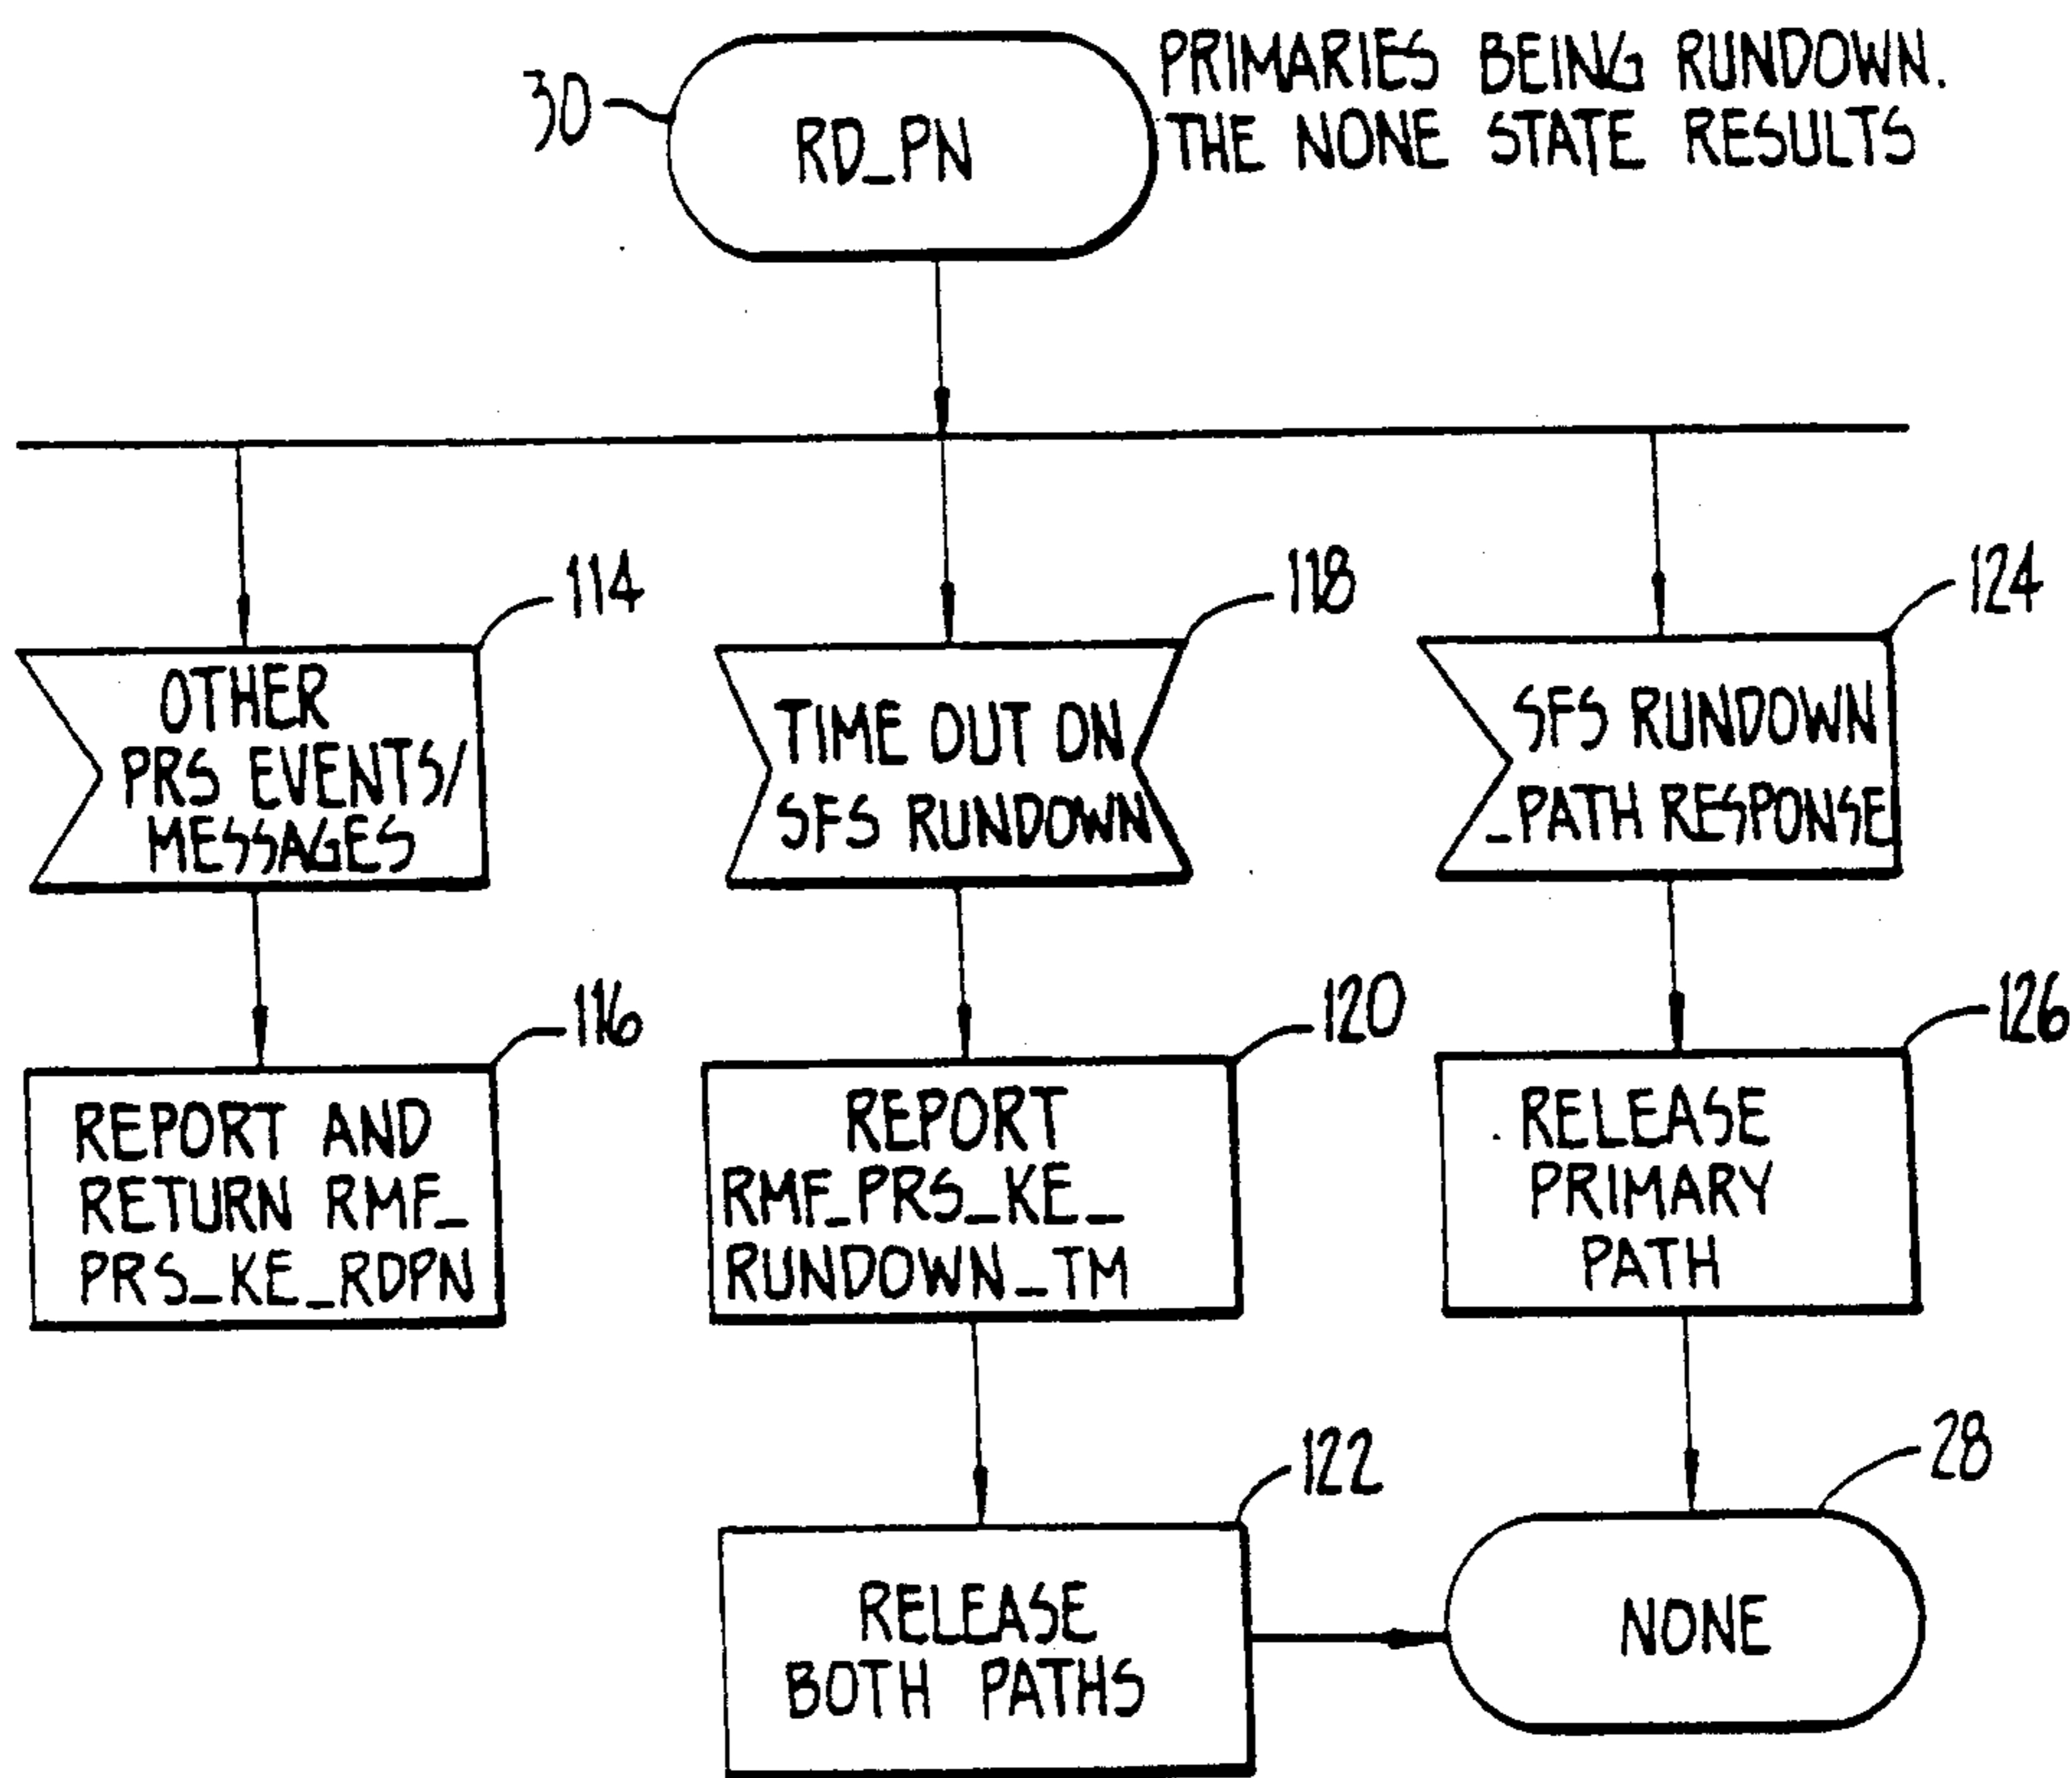 30
RD_PN
PRIMARIES BEING RUNDOWN.
THE NONE STATE RESULTS
114
118
124
OTHER
PRS EVENTS/
MESSAGES
TIME OUT ON
SFS RUNDOWN
SFS RUNDOWN
_PATH RESPONSE
116
120
126
REPORT AND
RETURN RMF_
PRS_KE_RDPN
REPORT
RMF_PRS_KE_
RUNDOWN_TM
RELEASE
PRIMARY
PATH
122
28
RELEASE
BOTH PATHS
NONE